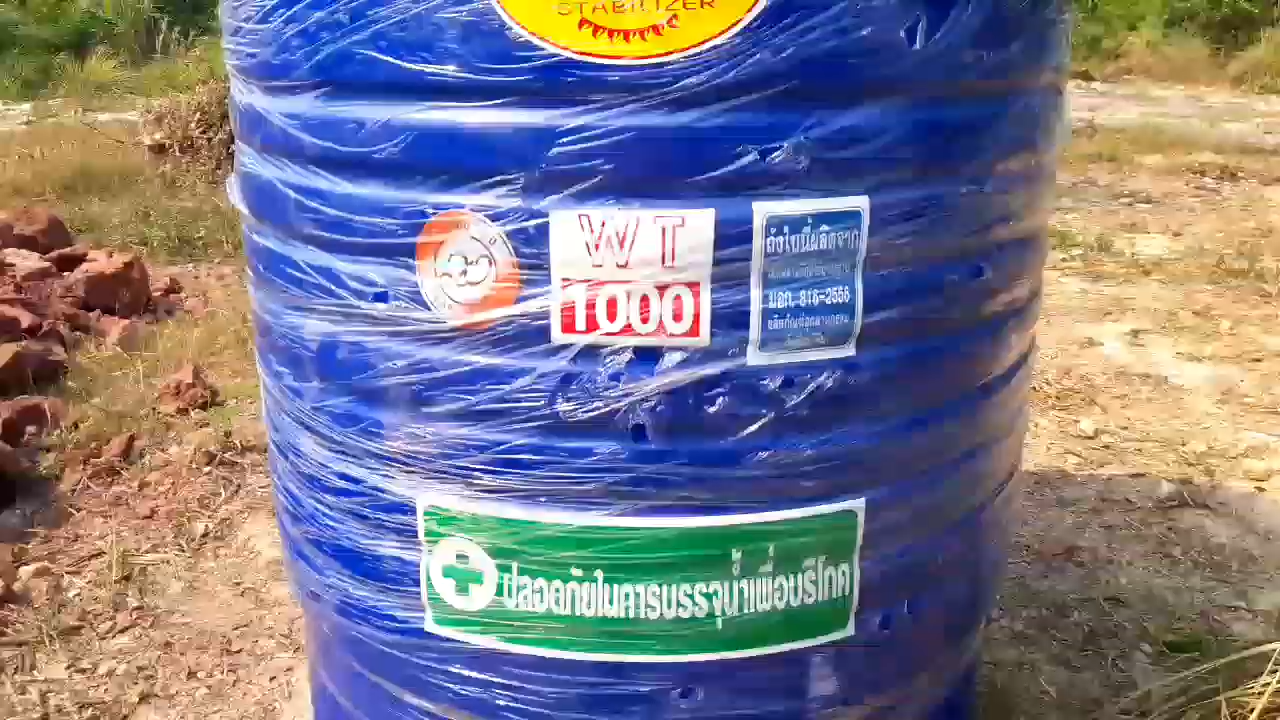 STABILIZER
WT
1000
ถังใบนี้ผลิตจาก
มอก. 816-2556
ปลอดภัยในการบรรจุน้ำเพื่อบริโภค